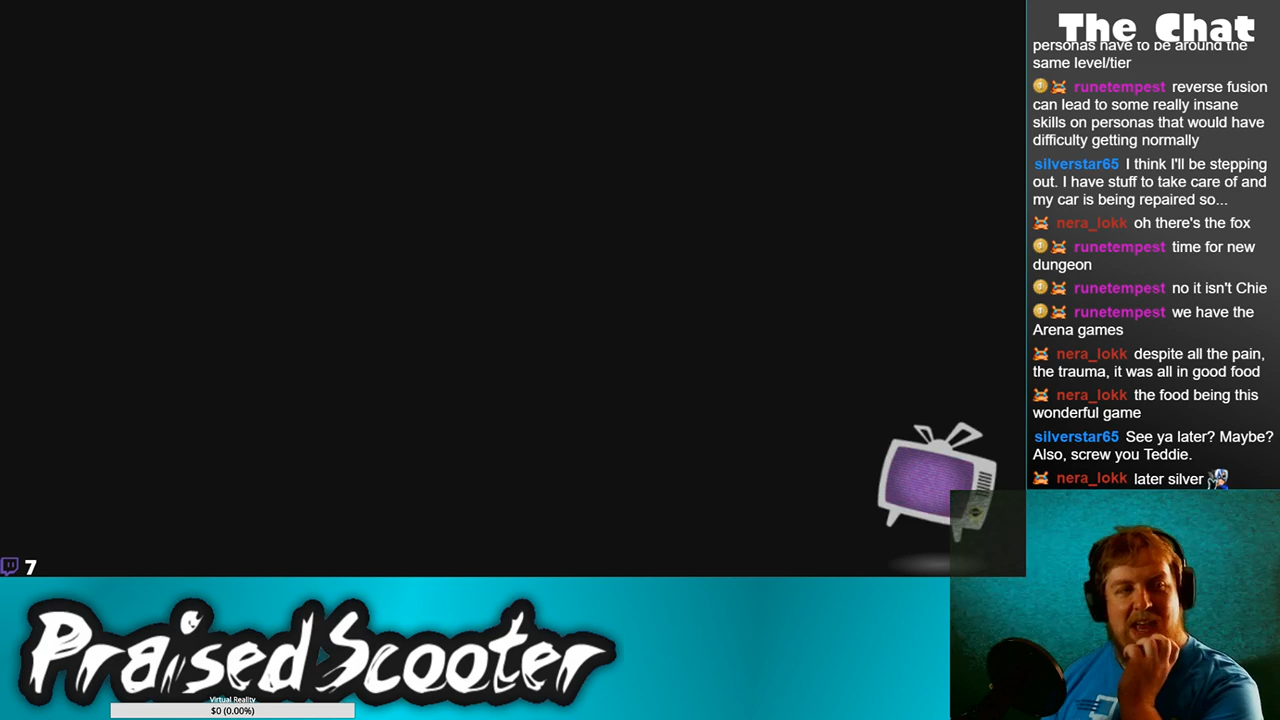 The Chat
personas have to be around the
same level/tier
runetempest reverse fusion
can lead to some really insane
skills on personas that would have
difficulty getting normally
silverstar65 I think I'll be stepping
out. I have stuff to take care of and
my car is being repaired so...
nera_lokk oh there's the fox
runetempest time for new
dungeon
runetempest no it isn't Chie
runetempest we have the
Arena games
nera_lokk despite all the pain,
the trauma, it was all in good food
nera_lokk the food being this
wonderful game
silverstar65 See ya later? Maybe?
Also, screw you Teddie.
nera_lokk later silver
7
PraisedScooter
Virtual Reality
$0 (0.00%)